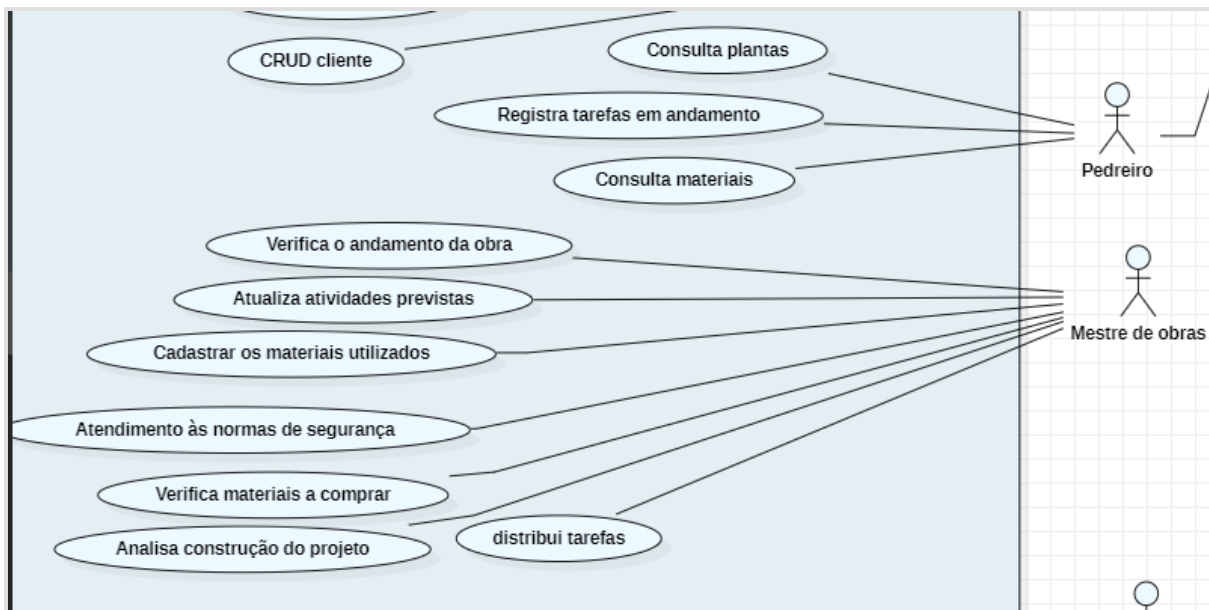 CRUD cliente
Consulta plantas
Registra tarefas em andamento
Consulta materiais
Pedreiro
Verifica o andamento da obra
Atualiza atividades previstas
Cadastrar os materiais utilizados
Mestre de obras
Atendimento às normas de segurança
Verifica materiais a comprar
Analisa construção do projeto
distribui tarefas